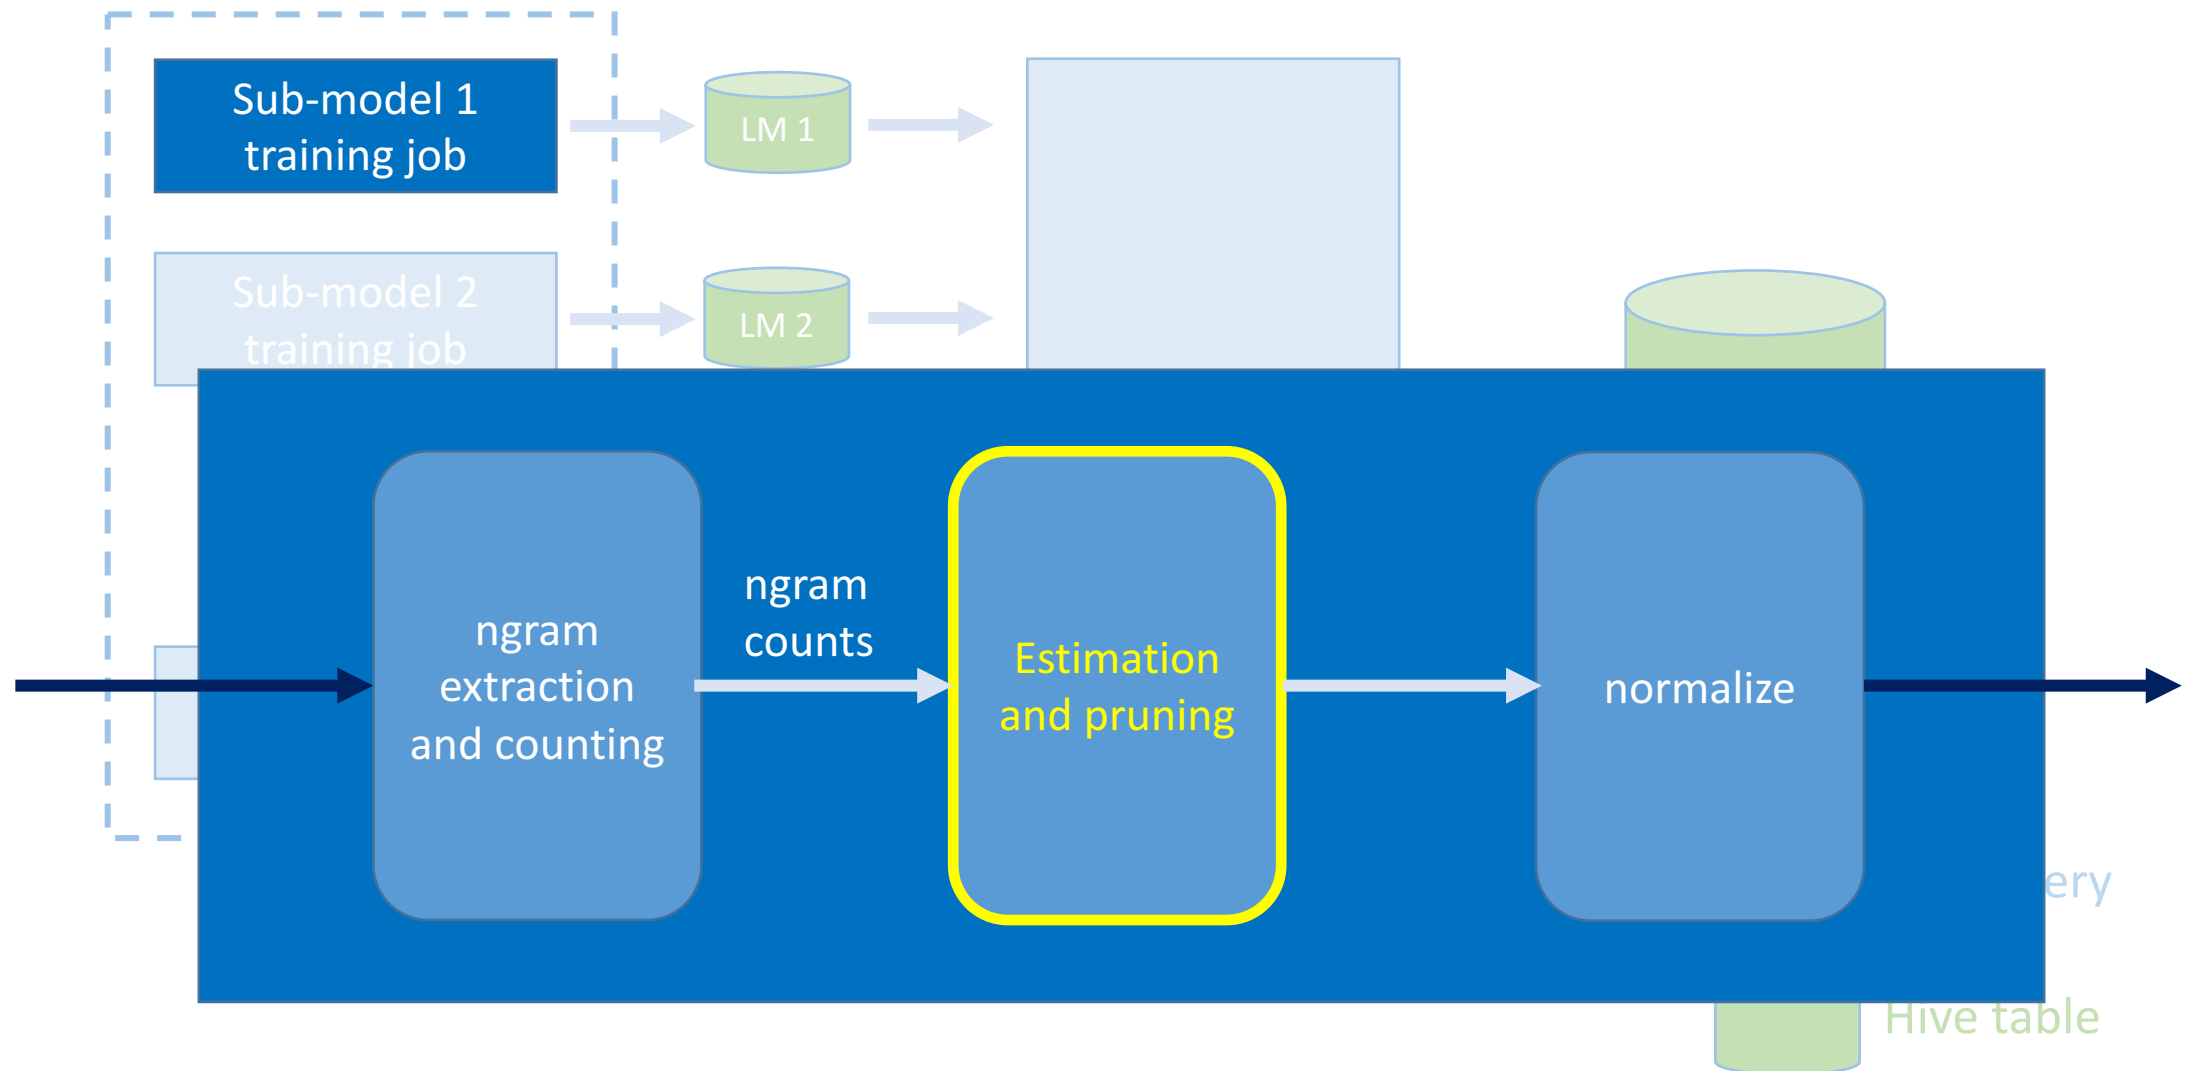 Sub-model 1
training job
LM 1
Sub-model 2
training job
LM 2
ngram
extraction
and counting
ngram
counts
Estimation
and pruning
normalize
Hive table